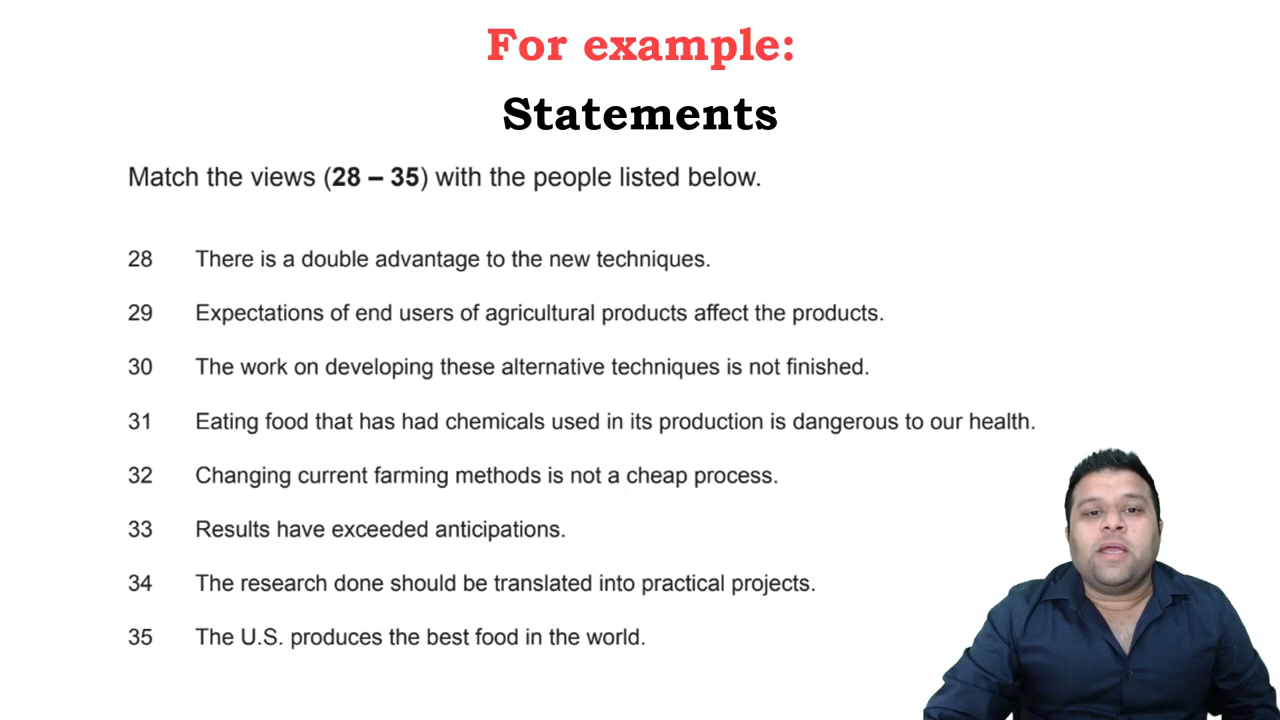 For example:
Statements
Match the views (28 – 35) with the people listed below.
28 There is a double advantage to the new techniques.
29 Expectations of end users of agricultural products affect the products.
30 The work on developing these alternative techniques is not finished.
31 Eating food that has had chemicals used in its production is dangerous to our health.
32 Changing current farming methods is not a cheap process.
33 Results have exceeded anticipations.
34 The research done should be translated into practical projects.
35 The U.S. produces the best food in the world.